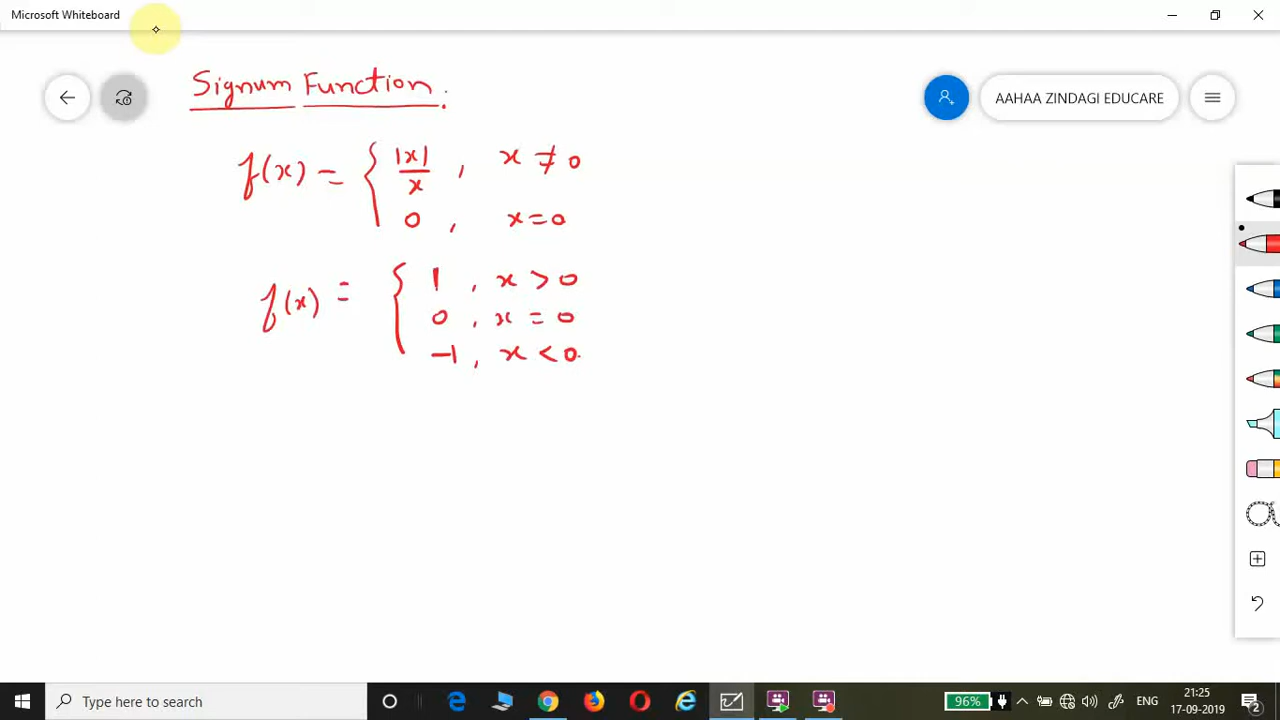 Microsoft Whiteboard
Signum Function.
AAHAA ZINDAGI EDUCARE
f(x) = { |x|/x , x ≠ 0
0 , x = 0
f(x) = { 1 , x > 0
0 , x = 0
-1 , x < 0
Type here to search
96%
ENG
21:25
17-09-2019
2